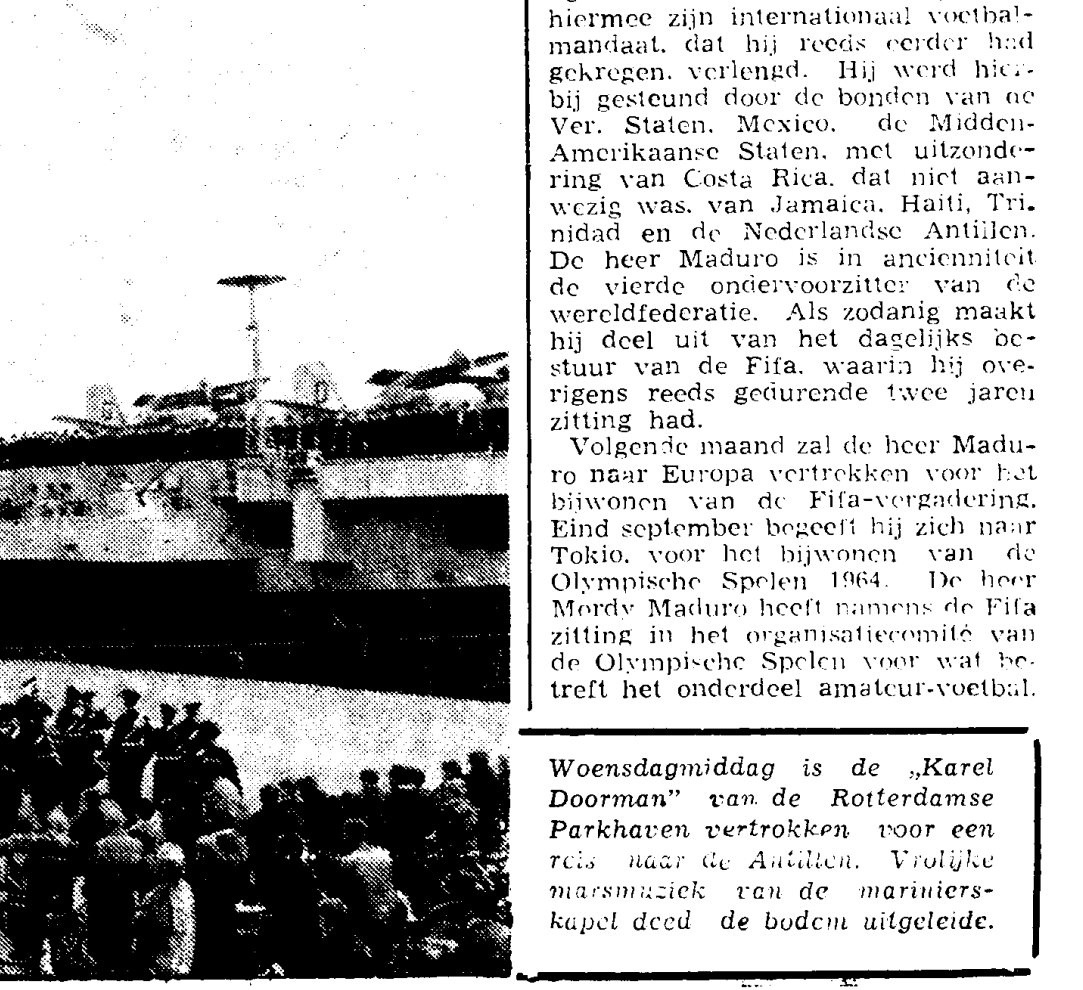 hiermee zijn internationaal voetbal-
mandaat, dat hij reeds eerder had
gekregen, verlengd. Hij werd hier-
bij gesteund door de bonden van de
Ver. Staten, Mexico, de Midden-
Amerikaanse Staten, met uitzonde-
ring van Costa Rica, dat niet aan-
wezig was, van Jamaica, Haïti, Tri-
nidad en de Nederlandse Antillen.
De heer Maduro is in ancienniteit
de vierde ondervoorzitter van de
wereldfederatie. Als zodanig maakt
hij deel uit van het dagelijks be-
stuur van de Fifa, waarin hij ove-
rigens reeds gedurende twee jaren
zitting had.
Volgende maand zal de heer Madu-
ro naar Europa vertrekken voor het
bijwonen van de Fifa-vergadering.
Eind september begeeft hij zich naar
Tokio, voor het bijwonen van de
Olympische Spelen 1964. De heer
Mordy Maduro heeft namens de Fifa
zitting in het organisatiecomité van
de Olympische Spelen voor wat be-
treft het onderdeel amateur-voetbal.
Woensdagmiddag is de „Karel
Doorman” van de Rotterdamse
Parkhaven vertrokken voor een
reis naar de Antillen. Vrolijke
marsmuziek van de mariniers-
kapel deed de bodem uitgeleide.
D